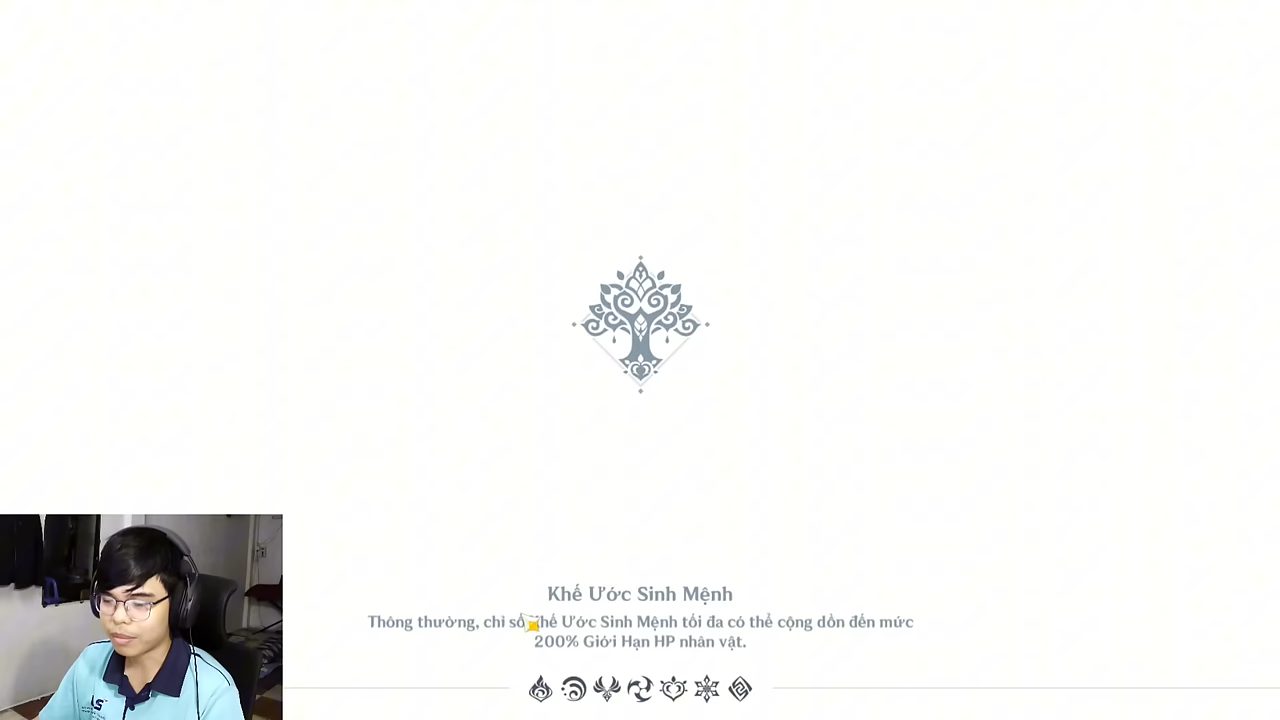 Khế Ước Sinh Mệnh
Thông thường, chỉ số Khế Ước Sinh Mệnh tối đa có thể cộng dồn đến mức
200% Giới Hạn HP nhân vật.